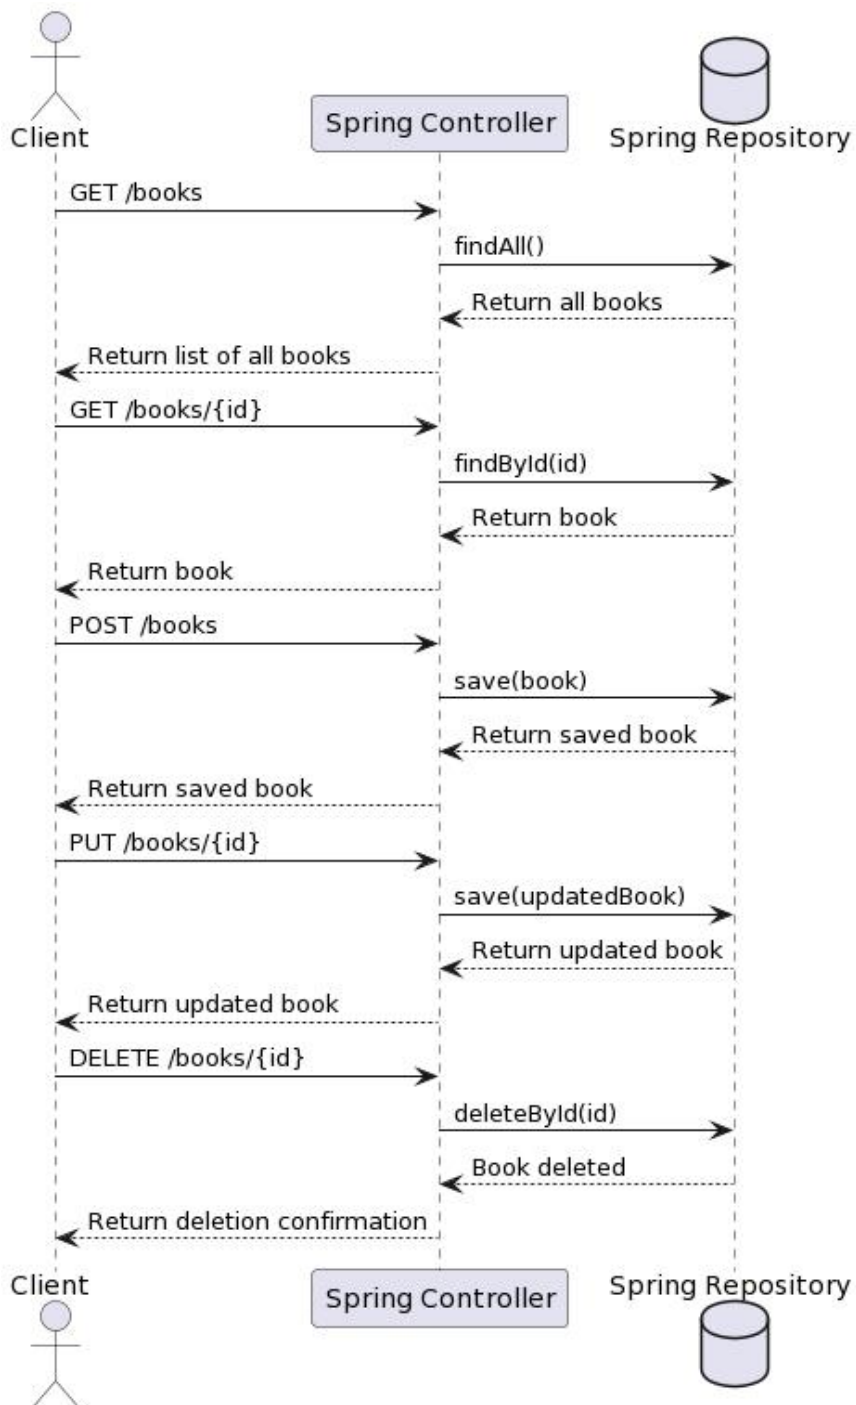 Client
Spring Controller
Spring Repository
GET /books
findAll()
Return all books
Return list of all books
GET /books/{id}
findById(id)
Return book
Return book
POST /books
save(book)
Return saved book
Return saved book
PUT /books/{id}
save(updatedBook)
Return updated book
Return updated book
DELETE /books/{id}
deleteById(id)
Book deleted
Return deletion confirmation
Client
Spring Controller
Spring Repository